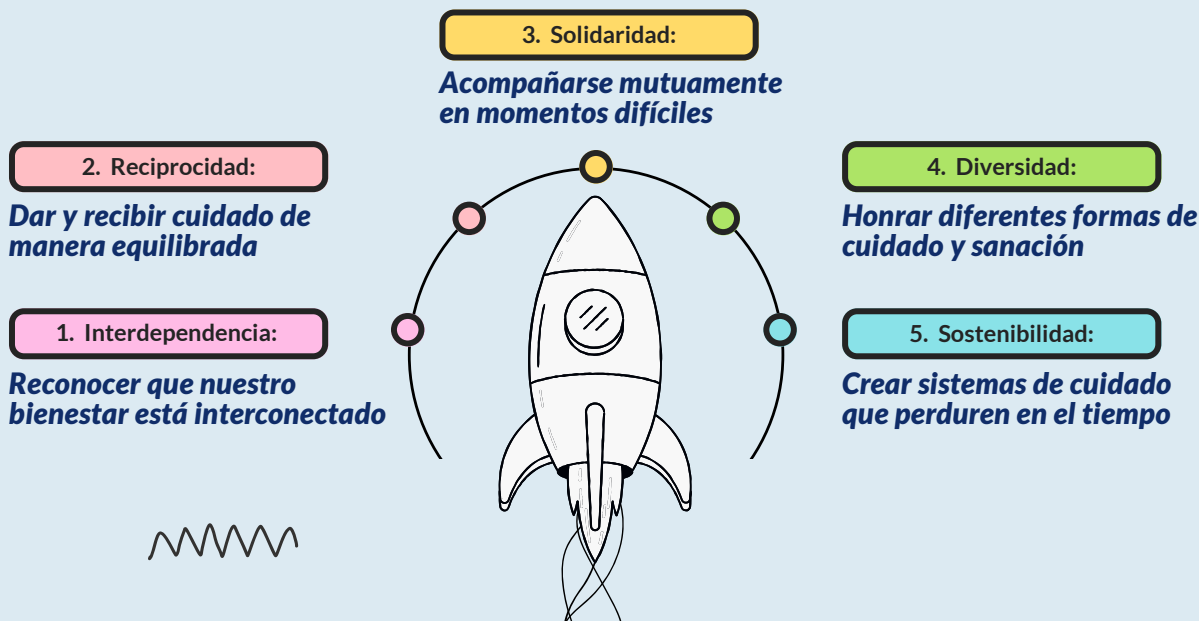 1. Interdependencia:
Reconocer que nuestro
bienestar está interconectado
2. Reciprocidad:
Dar y recibir cuidado de
manera equilibrada
3. Solidaridad:
Acompañarse mutuamente
en momentos difíciles
4. Diversidad:
Honrar diferentes formas de
cuidado y sanación
5. Sostenibilidad:
Crear sistemas de cuidado
que perduren en el tiempo